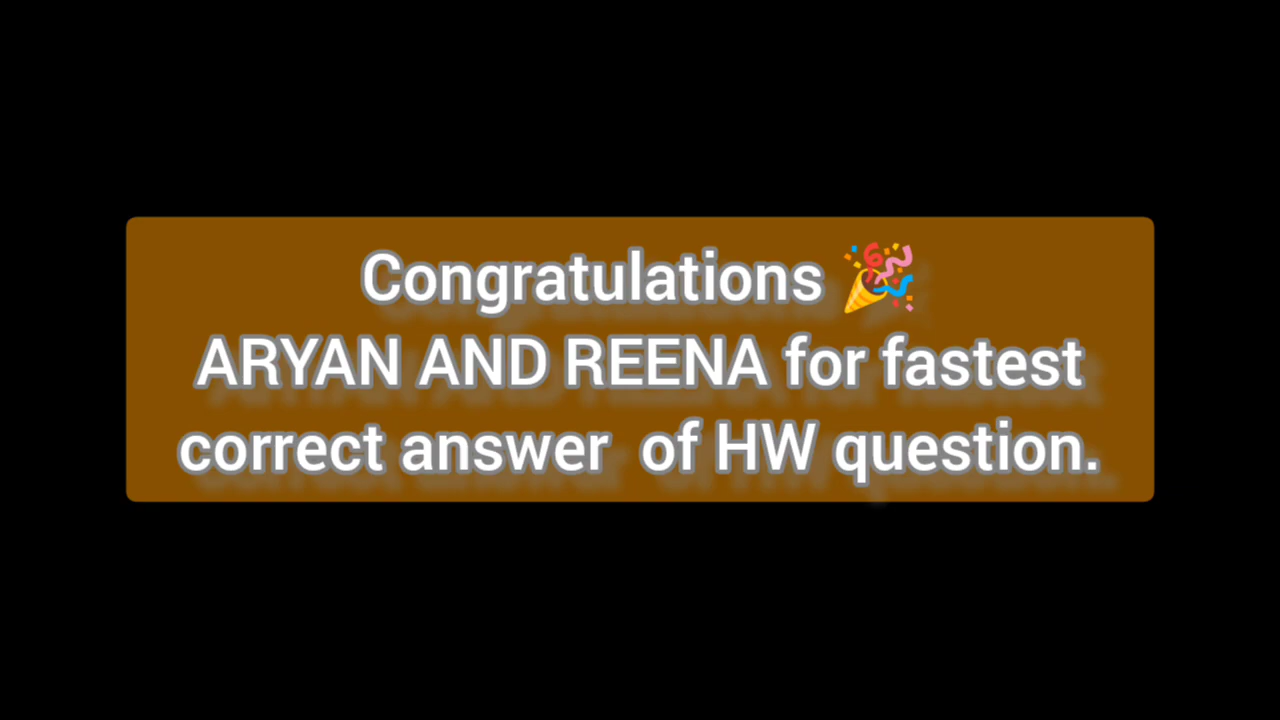 Congratulations 🎉
ARYAN AND REENA for fastest
correct answer  of HW question.